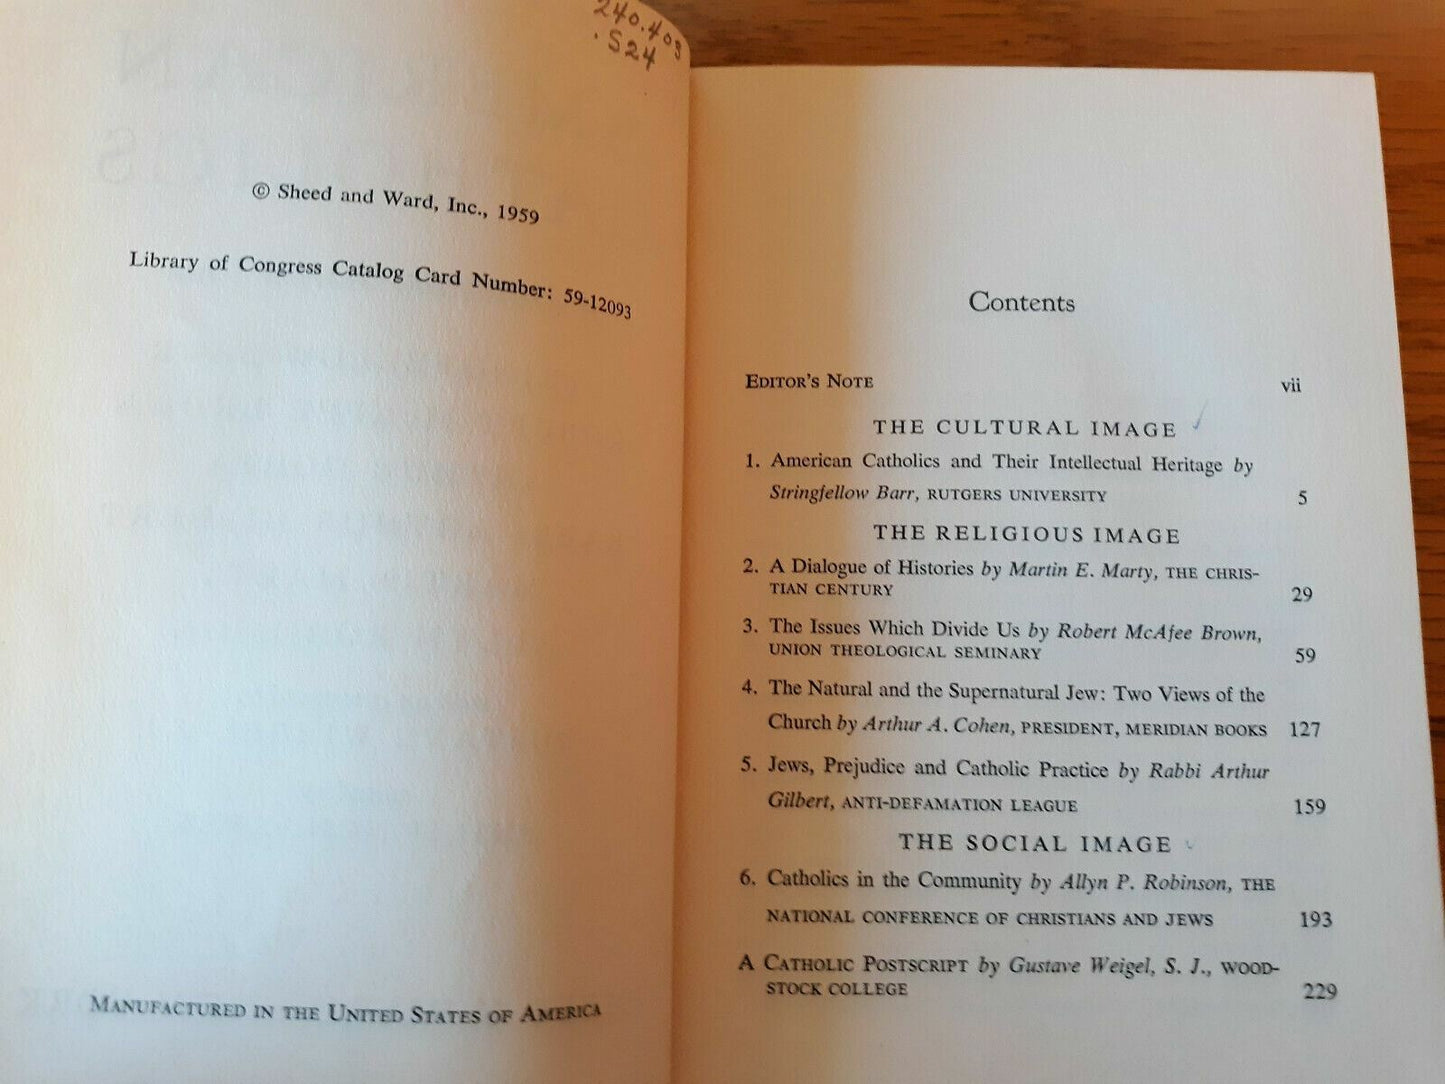 240.403
.S24
© Sheed and Ward, Inc., 1959
Library of Congress Catalog Card Number: 59-12093
MANUFACTURED IN THE UNITED STATES OF AMERICA
Contents
EDITOR'S NOTE vii
THE CULTURAL IMAGE
1. American Catholics and Their Intellectual Heritage by
Stringfellow Barr, RUTGERS UNIVERSITY 5
THE RELIGIOUS IMAGE
2. A Dialogue of Histories by Martin E. Marty, THE CHRIS-
TIAN CENTURY 29
3. The Issues Which Divide Us by Robert McAfee Brown,
UNION THEOLOGICAL SEMINARY 59
4. The Natural and the Supernatural Jew: Two Views of the
Church by Arthur A. Cohen, PRESIDENT, MERIDIAN BOOKS 127
5. Jews, Prejudice and Catholic Practice by Rabbi Arthur
Gilbert, ANTI-DEFAMATION LEAGUE 159
THE SOCIAL IMAGE
6. Catholics in the Community by Allyn P. Robinson, THE
NATIONAL CONFERENCE OF CHRISTIANS AND JEWS 193
A CATHOLIC POSTSCRIPT by Gustave Weigel, S. J., WOOD-
STOCK COLLEGE 229